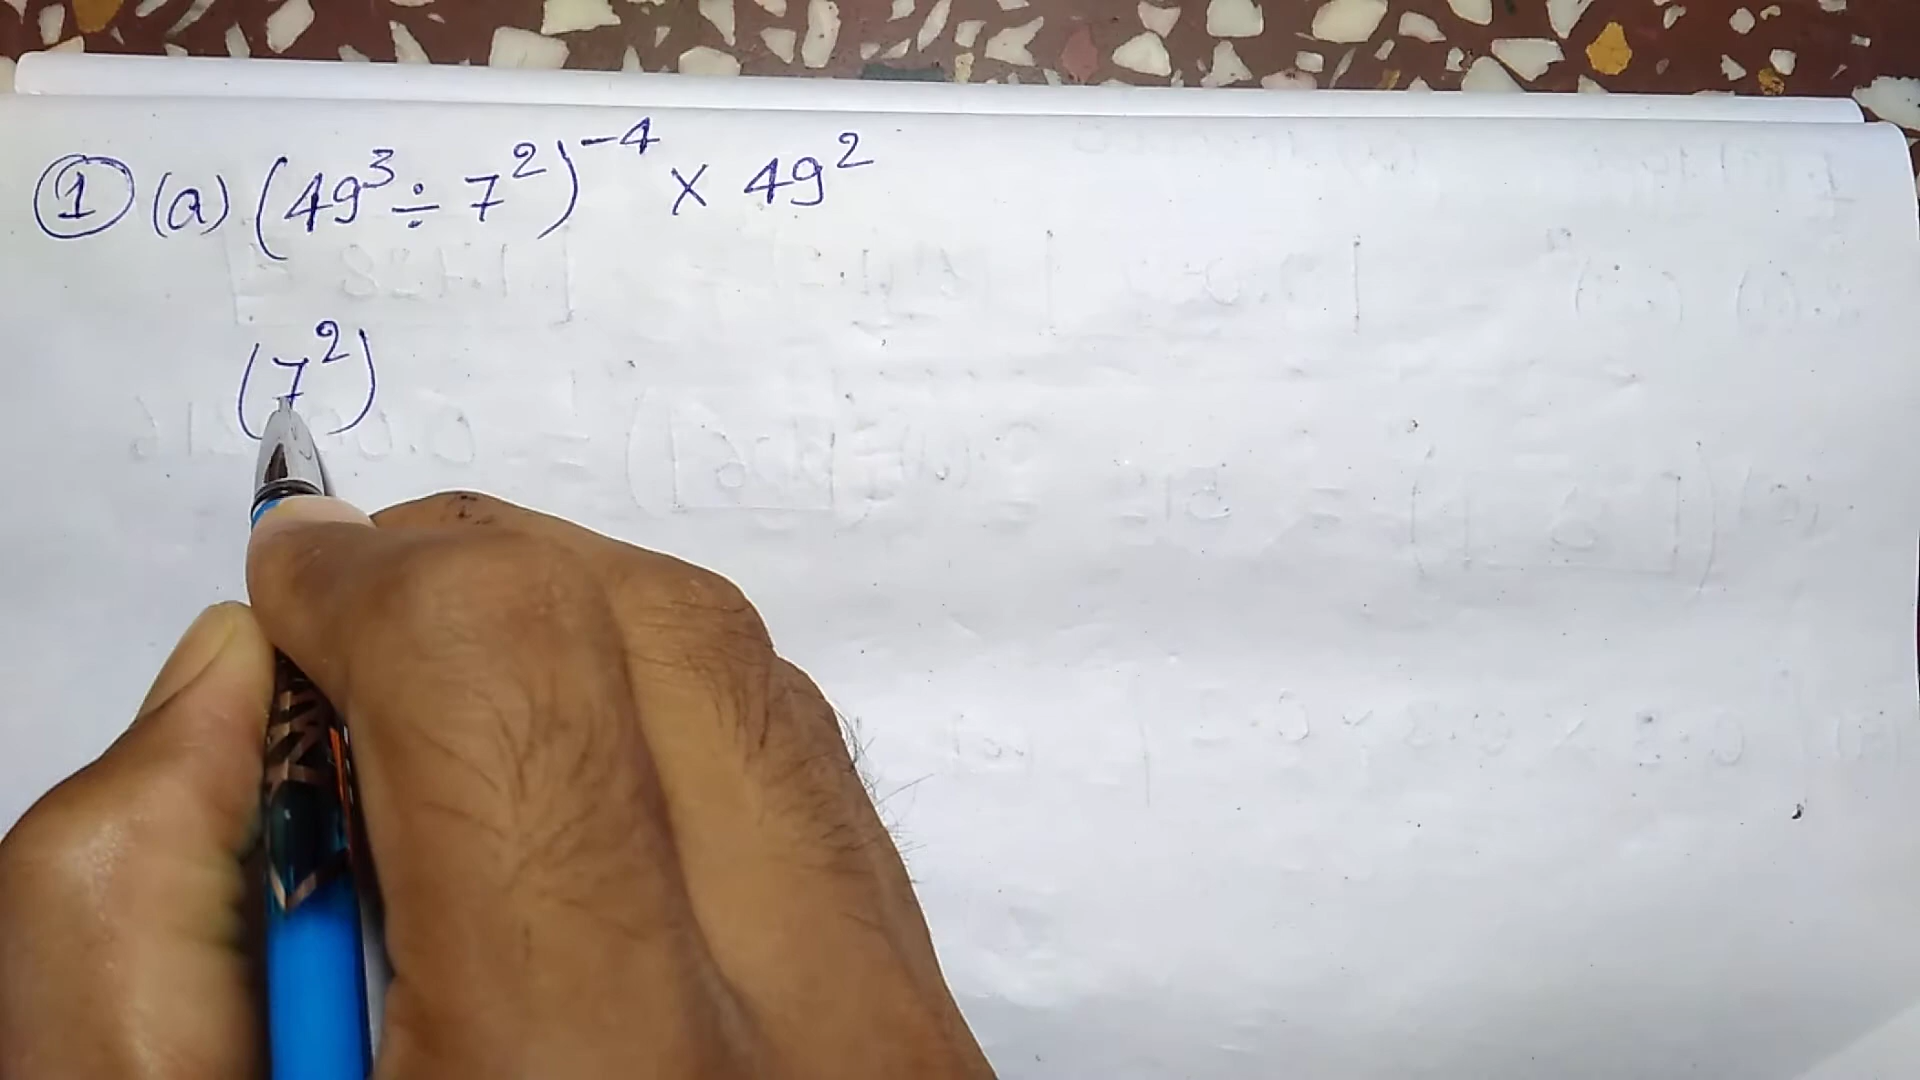 ① (a) (49³ ÷ 7²)⁻⁴ × 49²
(7²)